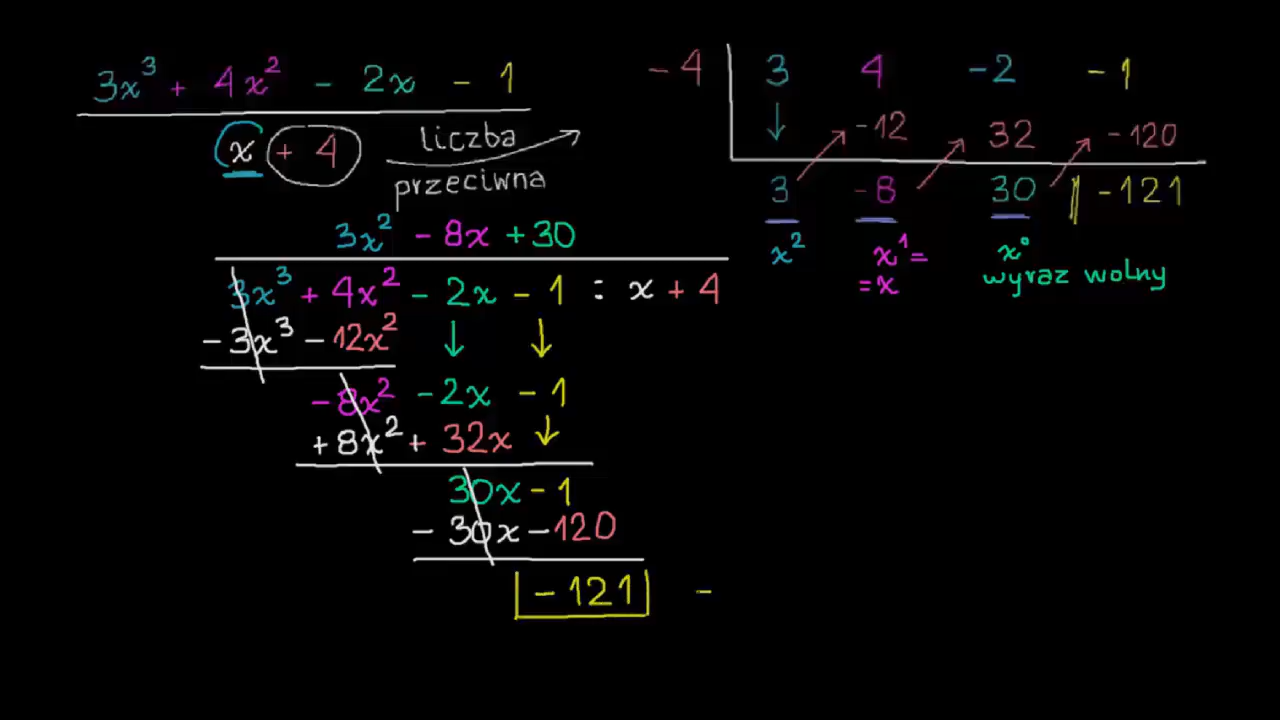 3x³ + 4x² - 2x - 1
x + 4
liczba
przeciwna
3x² - 8x + 30
3x³ + 4x² - 2x - 1 : x + 4
- 3x³ - 12x²
- 8x² - 2x - 1
+ 8x² + 32x
30x - 1
- 30x - 120
- 121
-
- 4 | 3 4 -2 -1
-12 32 -120
3 -8 30 | -121
x² x¹ = x⁰
= x wyraz wolny